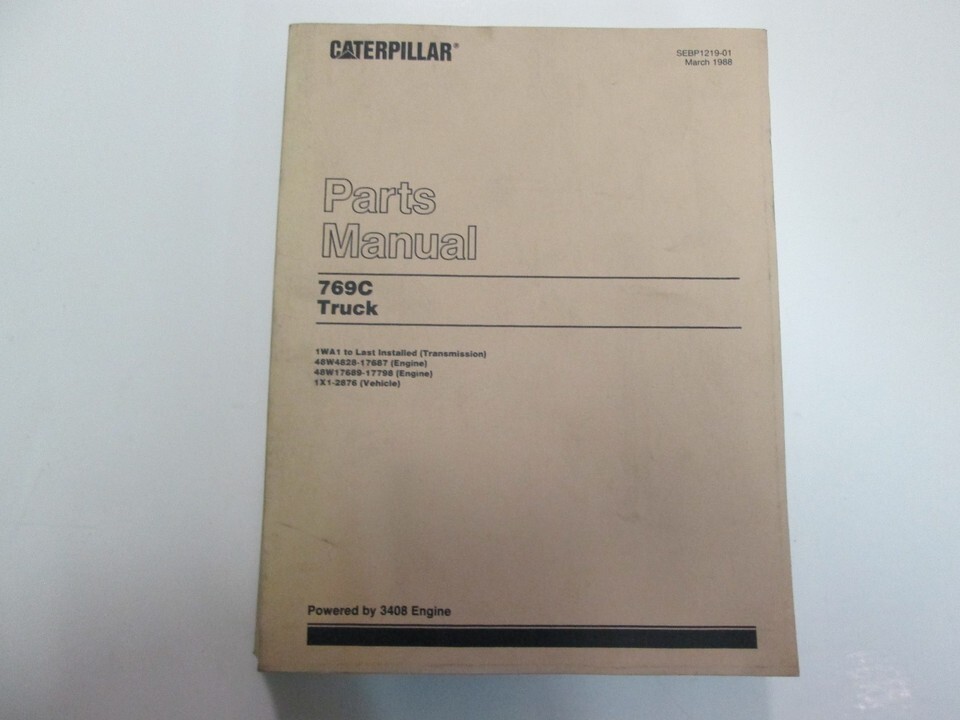 CATERPILLAR®
SEBP1219-01
March 1988
Parts
Manual
769C
Truck
1WA1 to Last Installed (Transmission)
48W4828-17687 (Engine)
48W17689-17798 (Engine)
1X1-2876 (Vehicle)
Powered by 3408 Engine